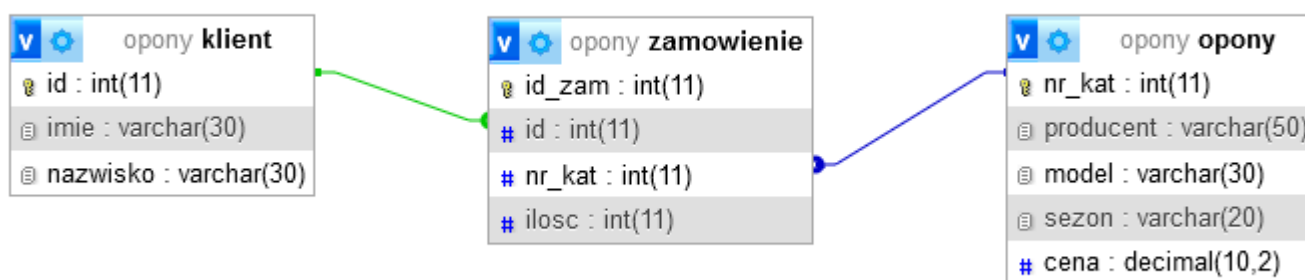 v opony klient
id : int(11)
imie : varchar(30)
nazwisko : varchar(30)
v opony zamowienie
id_zam : int(11)
# id : int(11)
# nr_kat : int(11)
# ilosc : int(11)
v opony opony
nr_kat : int(11)
producent : varchar(50)
model : varchar(30)
sezon : varchar(20)
# cena : decimal(10,2)